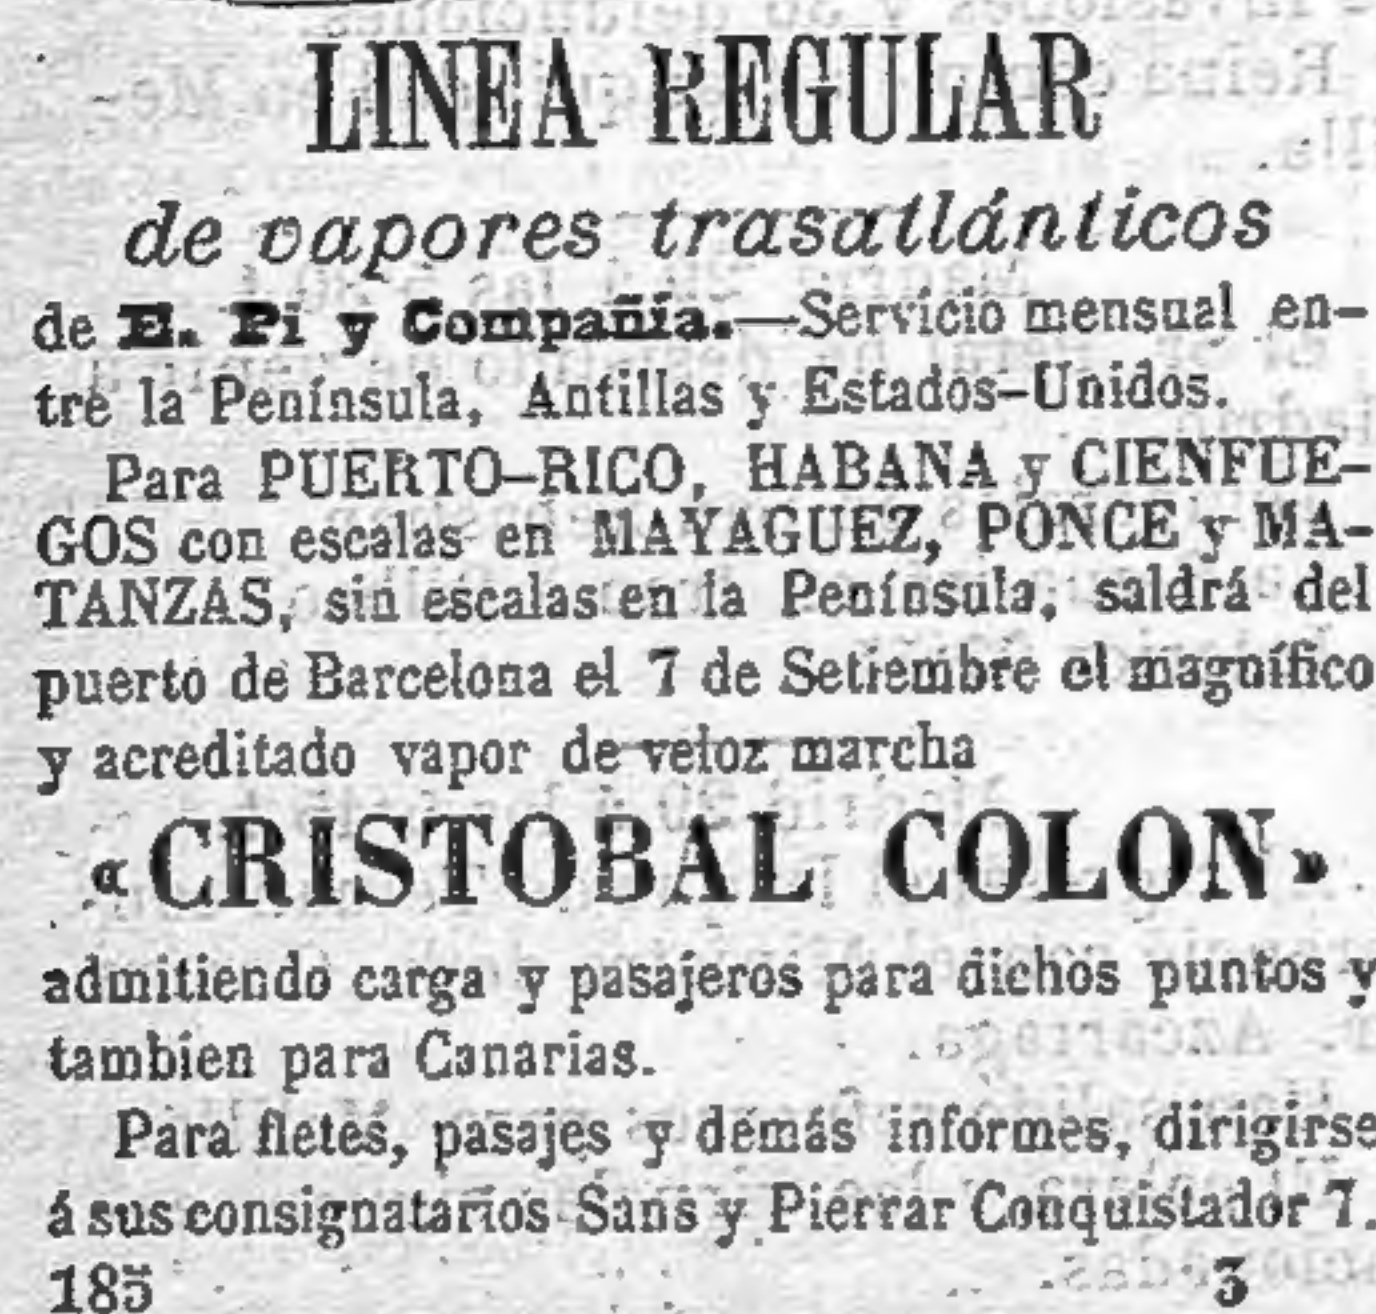 LINEA REGULAR
de vapores trasatlánticos
de E. Pi y Compañía.—Servicio mensual en-
tre la Península, Antillas y Estados-Unidos.
Para PUERTO-RICO, HABANA y CIENFUE-
GOS con escalas en MAYAGUEZ, PONCE y MA-
TANZAS, sin escalas en la Península, saldrá del
puerto de Barcelona el 7 de Setiembre el magnífico
y acreditado vapor de veloz marcha
«CRISTOBAL COLON»
admitiendo carga y pasajeros para dichos puntos y
tambien para Canarias.
Para fletes, pasajes y demás informes, dirigirse
á sus consignatarios Sans y Pierrar Conquistador 7.
185 3